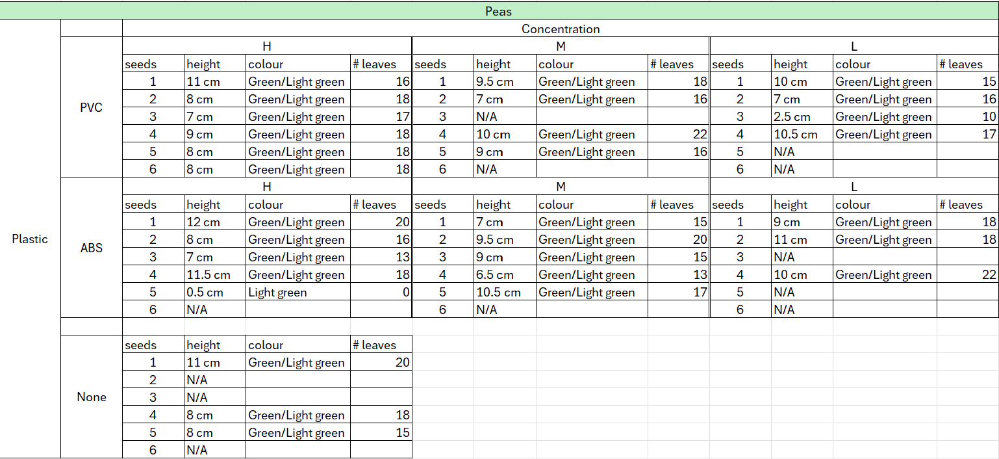 Peas
Concentration
H M L
seeds height colour # leaves seeds height colour # leaves seeds height colour # leaves
1 11 cm Green/Light green 16 1 9.5 cm Green/Light green 18 1 10 cm Green/Light green 15
2 8 cm Green/Light green 18 2 7 cm Green/Light green 16 2 7 cm Green/Light green 16
PVC
3 7 cm Green/Light green 17 3 N/A 3 2.5 cm Green/Light green 10
4 9 cm Green/Light green 18 4 10 cm Green/Light green 22 4 10.5 cm Green/Light green 17
5 8 cm Green/Light green 18 5 9 cm Green/Light green 16 5 N/A
6 8 cm Green/Light green 18 6 N/A 6 N/A
H M L
seeds height colour # leaves seeds height colour # leaves seeds height colour # leaves
1 12 cm Green/Light green 20 1 7 cm Green/Light green 15 1 9 cm Green/Light green 18
Plastic
2 8 cm Green/Light green 16 2 9.5 cm Green/Light green 20 2 11 cm Green/Light green 18
ABS
3 7 cm Green/Light green 13 3 9 cm Green/Light green 15 3 N/A
4 11.5 cm Green/Light green 18 4 6.5 cm Green/Light green 13 4 10 cm Green/Light green 22
5 0.5 cm Light green 0 5 10.5 cm Green/Light green 17 5 N/A
6 N/A 6 N/A 6 N/A
seeds height colour # leaves
1 11 cm Green/Light green 20
2 N/A
None
3 N/A
4 8 cm Green/Light green 18
5 8 cm Green/Light green 15
6 N/A